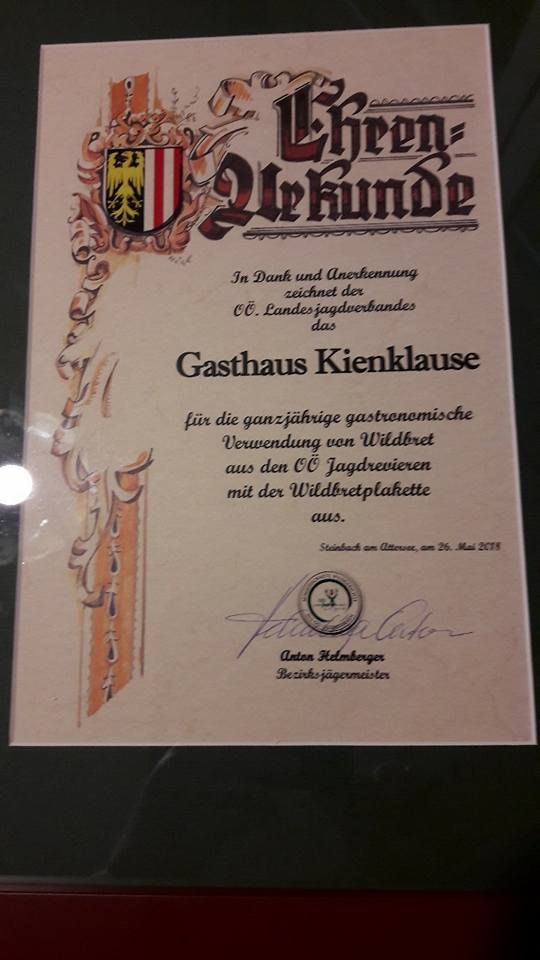 Ehren=
Urkunde
In Dank und Anerkennung
zeichnet der
OÖ. Landesjagdverbandes
das
Gasthaus Kienklause
für die ganzjährige gastronomische
Verwendung von Wildbret
aus den OÖ Jagdrevieren
mit der Wildbretplakette
aus.
Steinbach am Attersee, am 26. Mai 2018
Anton Helmberger
Bezirksjägermeister